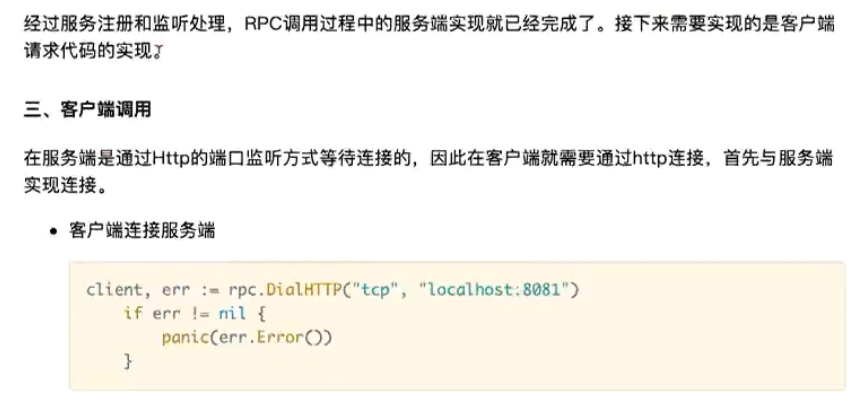 经过服务注册和监听处理，RPC调用过程中的服务端实现就已经完成了。接下来需要实现的是客户端
请求代码的实现。
三、客户端调用
在服务端是通过Http的端口监听方式等待连接的，因此在客户端就需要通过http连接，首先与服务端
实现连接。
• 客户端连接服务端
client, err := rpc.DialHTTP("tcp", "localhost:8081")
    if err != nil {
        panic(err.Error())
    }